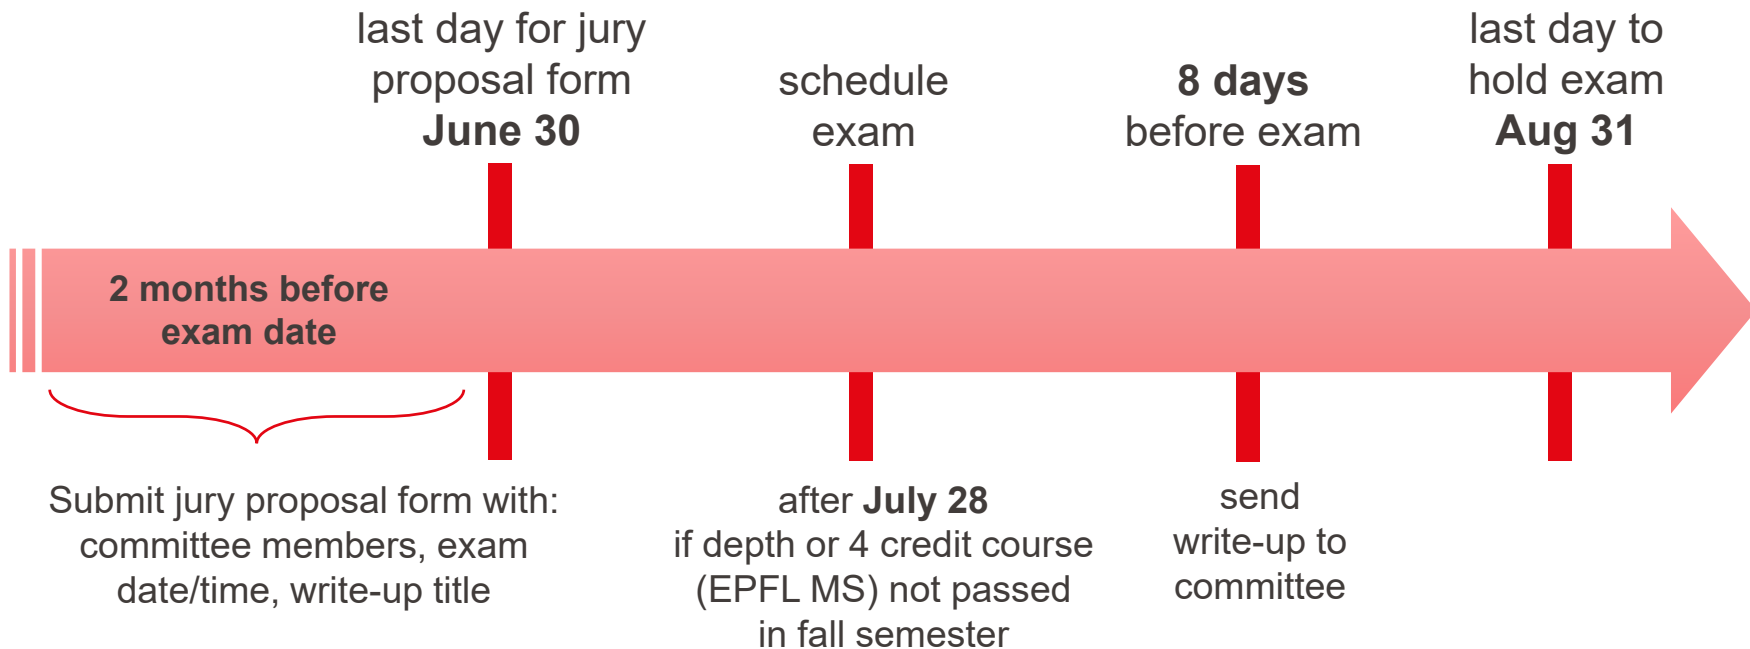 last day for jury
proposal form
June 30
schedule
exam
8 days
before exam
last day to
hold exam
Aug 31
2 months before
exam date
Submit jury proposal form with:
committee members, exam
date/time, write-up title
after July 28
if depth or 4 credit course
(EPFL MS) not passed
in fall semester
send
write-up to
committee